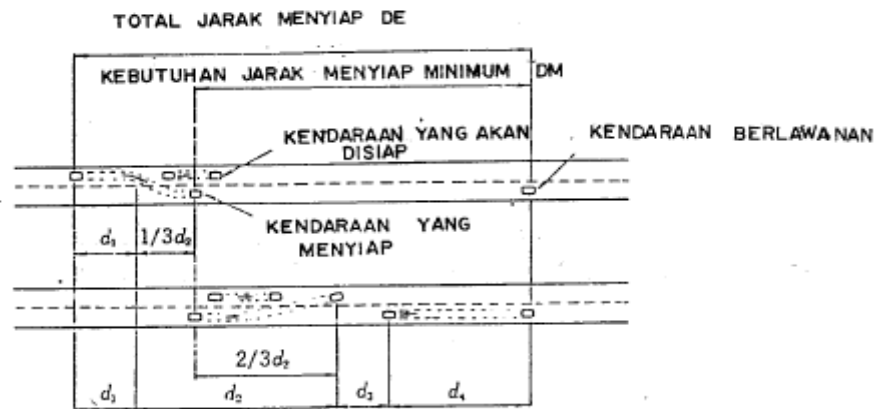 TOTAL JARAK MENYIAP DE
KEBUTUHAN JARAK MENYIAP MINIMUM DM
KENDARAAN YANG AKAN
DISIAP
KENDARAAN BERLAWANAN
d₁
1/3d₂
KENDARAAN YANG
MENYIAP
2/3d₂
d₁
d₂
d₃
d₄